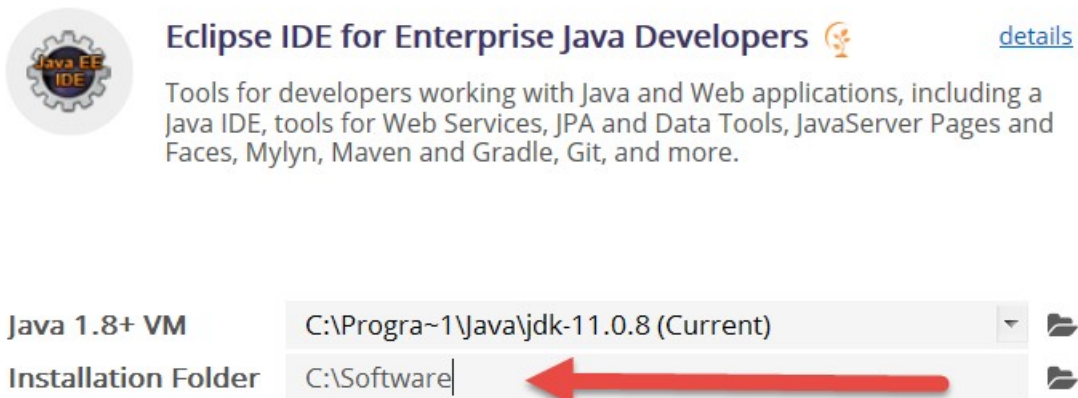 Java EE
IDE
Eclipse IDE for Enterprise Java Developers
details
Tools for developers working with Java and Web applications, including a
Java IDE, tools for Web Services, JPA and Data Tools, JavaServer Pages and
Faces, Mylyn, Maven and Gradle, Git, and more.
Java 1.8+ VM C:\Progra~1\Java\jdk-11.0.8 (Current)
Installation Folder C:\Software